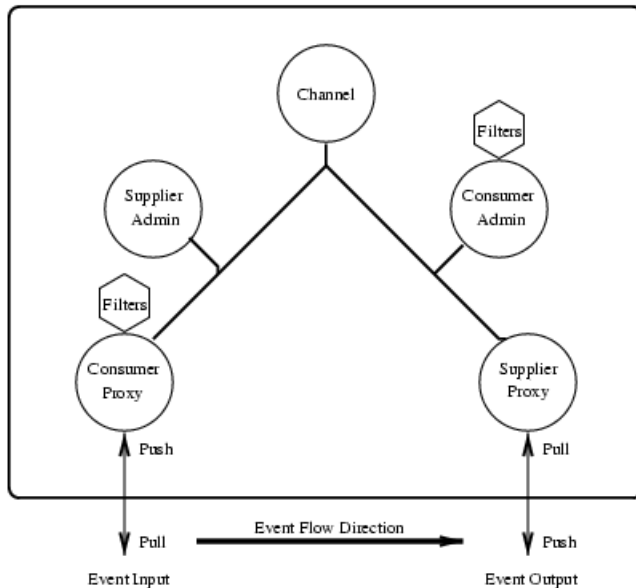 Channel
Filters
Supplier
Admin
Consumer
Admin
Filters
Consumer
Proxy
Supplier
Proxy
Push
Pull
Event Flow Direction
Pull
Push
Event Input
Event Output